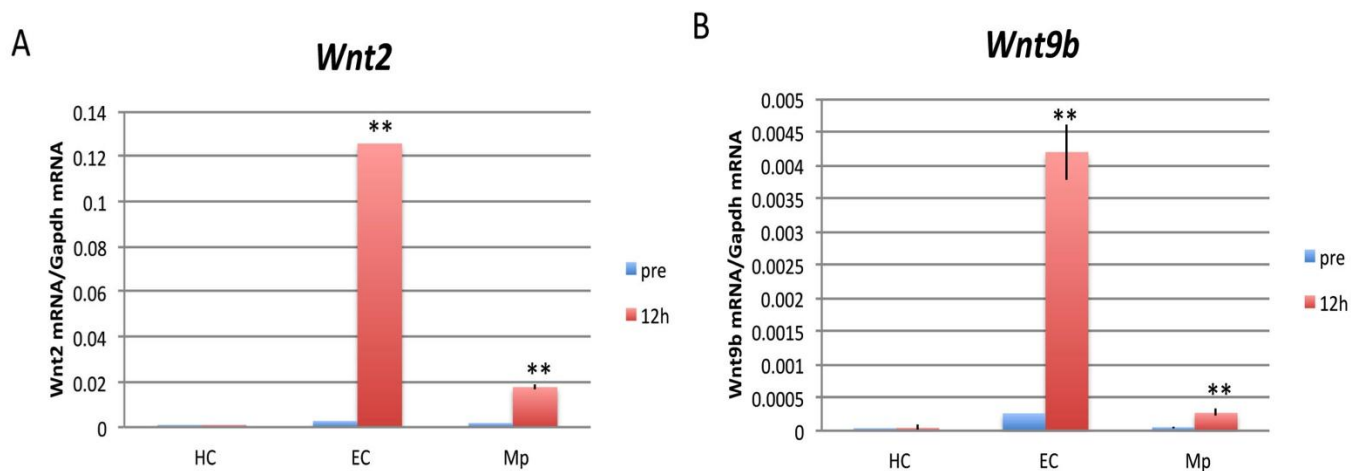 A
Wnt2
Wnt2 mRNA/Gapdh mRNA
0.14
0.12
0.1
0.08
0.06
0.04
0.02
0
**
**
HC
EC
Mp
pre
12h
B
Wnt9b
Wnt9b mRNA/Gapdh mRNA
0.005
0.0045
0.004
0.0035
0.003
0.0025
0.002
0.0015
0.001
0.0005
0
**
**
HC
EC
Mp
pre
12h